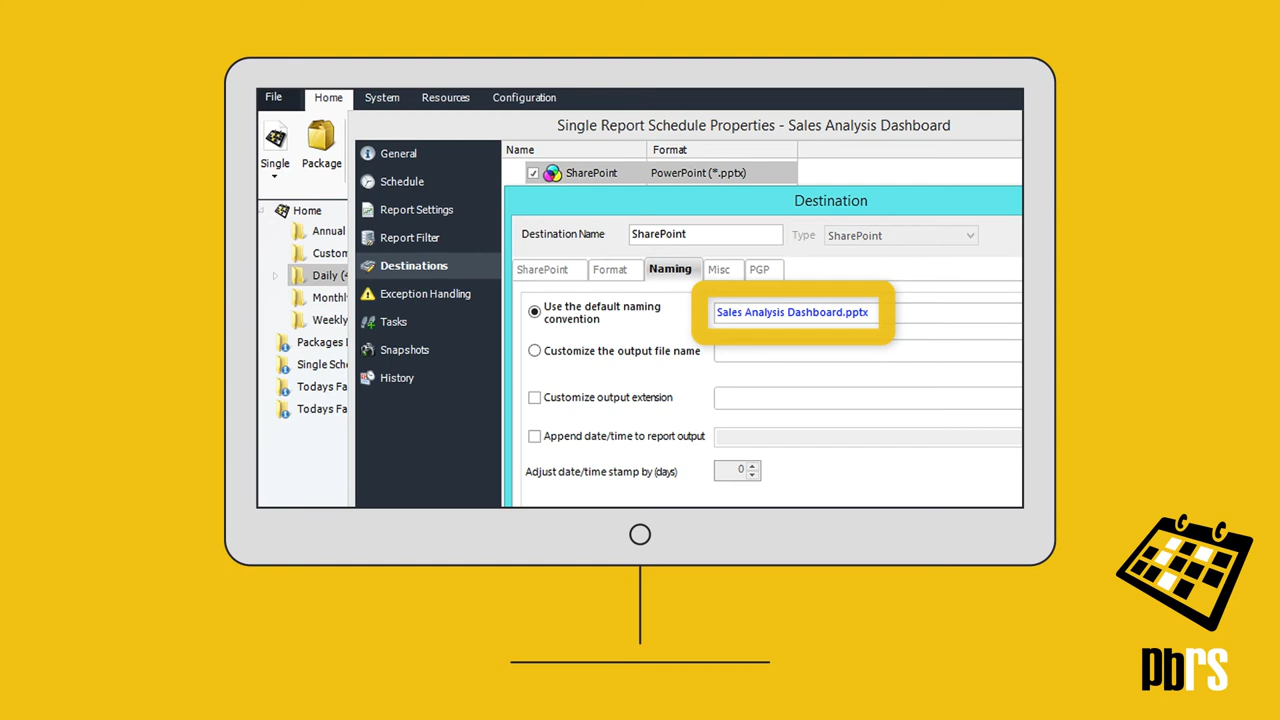 File Home System Resources Configuration
Single Report Schedule Properties - Sales Analysis Dashboard
Single
Package
Home
Annual
Custom
Daily (4
Monthly
Weekly
Packages
Single Sche
Todays Fa
Todays Fa
General
Schedule
Report Settings
Report Filter
Destinations
Exception Handling
Tasks
Snapshots
History
Name Format
SharePoint PowerPoint (*.pptx)
Destination
Destination Name SharePoint Type SharePoint
SharePoint Format Naming Misc PGP
Use the default naming
convention
Sales Analysis Dashboard.pptx
Customize the output file name
Customize output extension
Append date/time to report output
Adjust date/time stamp by (days) 0
pbrs